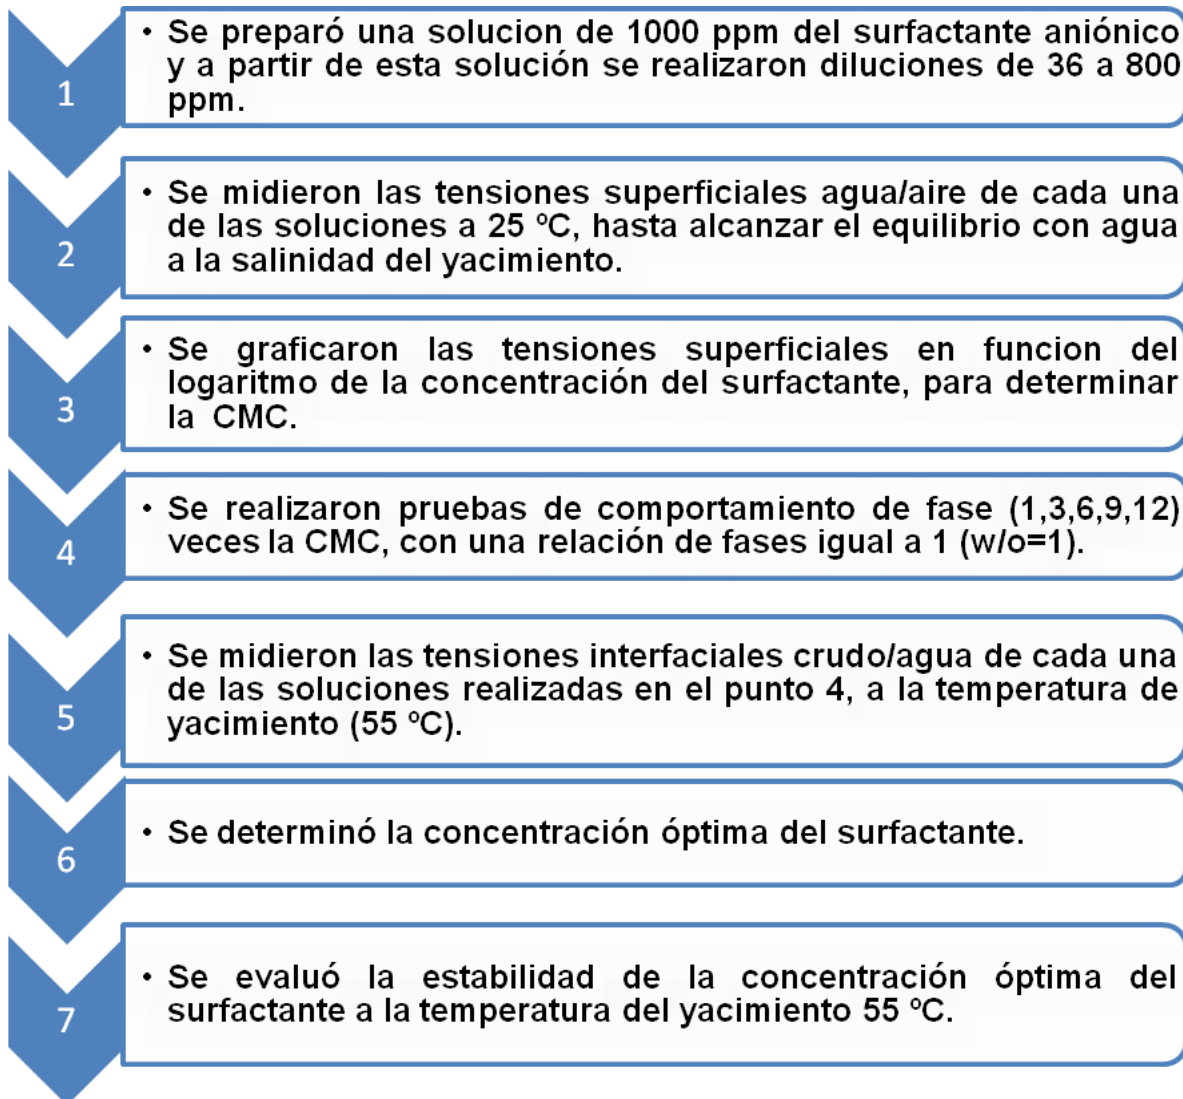 1
• Se preparó una solucion de 1000 ppm del surfactante aniónico
y a partir de esta solución se realizaron diluciones de 36 a 800
ppm.
2
• Se midieron las tensiones superficiales agua/aire de cada una
de las soluciones a 25 ºC, hasta alcanzar el equilibrio con agua
a la salinidad del yacimiento.
3
• Se graficaron las tensiones superficiales en funcion del
logaritmo de la concentración del surfactante, para determinar
la CMC.
4
• Se realizaron pruebas de comportamiento de fase (1,3,6,9,12)
veces la CMC, con una relación de fases igual a 1 (w/o=1).
5
• Se midieron las tensiones interfaciales crudo/agua de cada una
de las soluciones realizadas en el punto 4, a la temperatura de
yacimiento (55 ºC).
6
• Se determinó la concentración óptima del surfactante.
7
• Se evaluó la estabilidad de la concentración óptima del
surfactante a la temperatura del yacimiento 55 ºC.